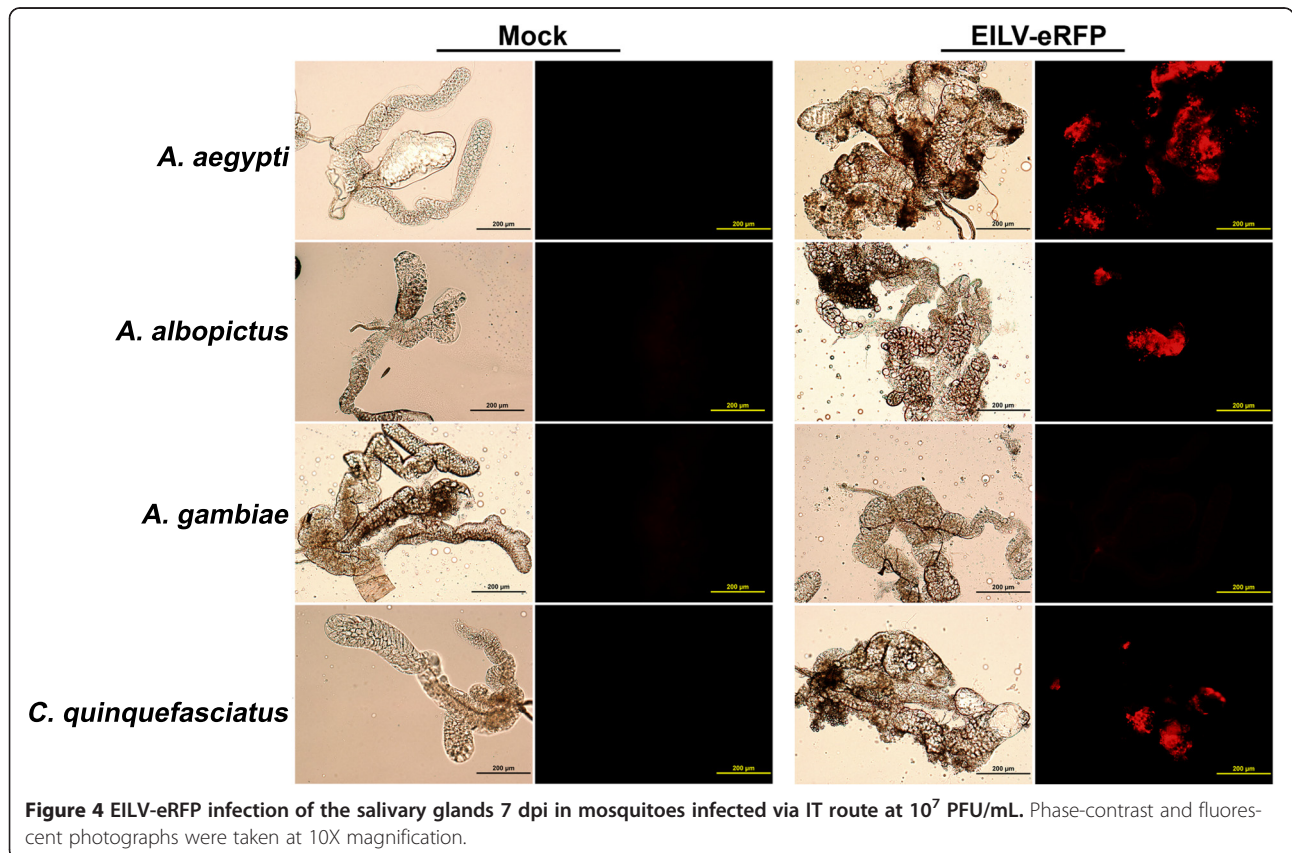 Mock EILV-eRFP
A. aegypti
200 µm 200 µm 200 µm 200 µm
A. albopictus
200 µm 200 µm 200 µm 200 µm
A. gambiae
200 µm 200 µm 200 µm 200 µm
C. quinquefasciatus
200 µm 200 µm 200 µm 200 µm
Figure 4 EILV-eRFP infection of the salivary glands 7 dpi in mosquitoes infected via IT route at 10⁷ PFU/mL. Phase-contrast and fluores-
cent photographs were taken at 10X magnification.